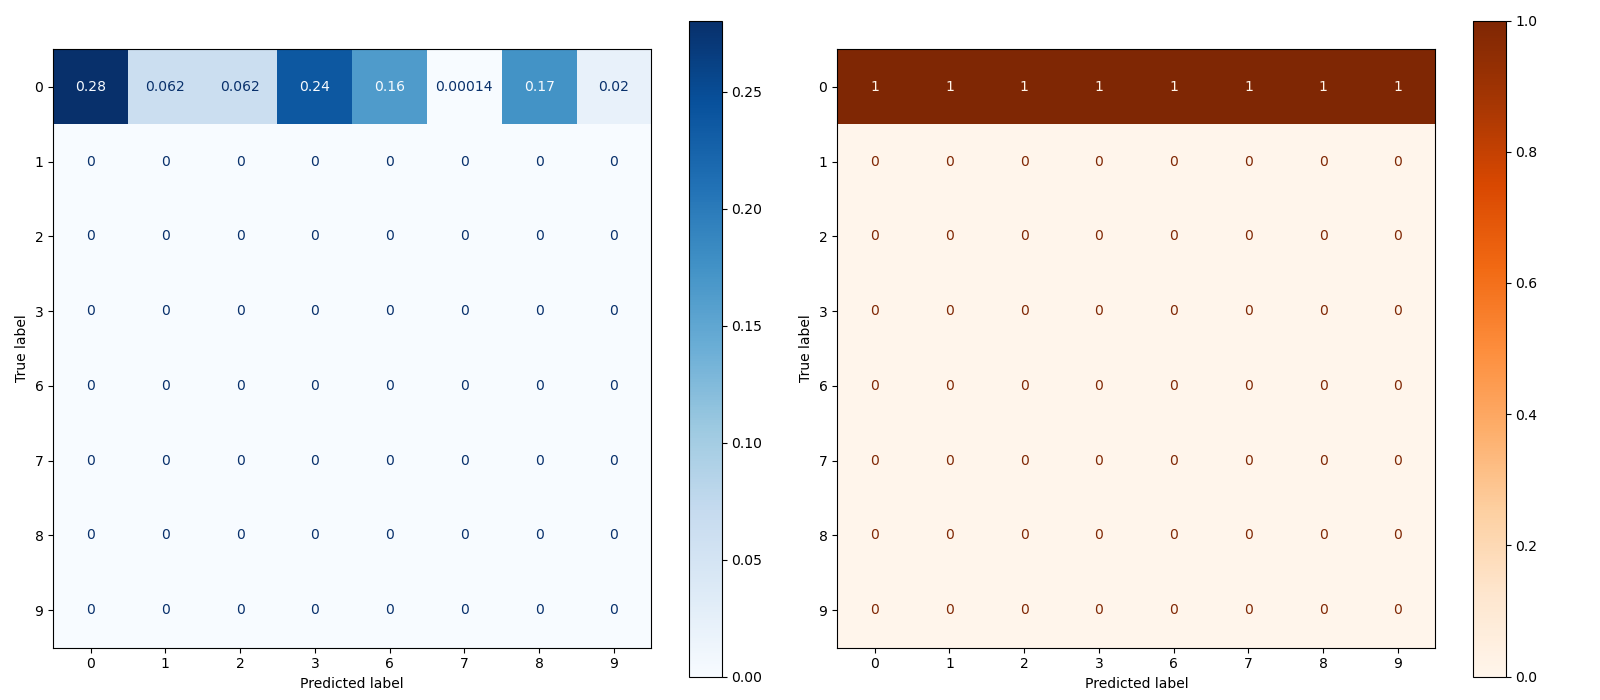 0 0.28 0.062 0.062 0.24 0.16 0.00014 0.17 0.02
1 0 0 0 0 0 0 0 0
2 0 0 0 0 0 0 0 0
3 0 0 0 0 0 0 0 0
6 0 0 0 0 0 0 0 0
7 0 0 0 0 0 0 0 0
8 0 0 0 0 0 0 0 0
9 0 0 0 0 0 0 0 0
0 1 2 3 6 7 8 9
True label
Predicted label
0.25
0.20
0.15
0.10
0.05
0.00
0 1 1 1 1 1 1 1 1
1 0 0 0 0 0 0 0 0
2 0 0 0 0 0 0 0 0
3 0 0 0 0 0 0 0 0
6 0 0 0 0 0 0 0 0
7 0 0 0 0 0 0 0 0
8 0 0 0 0 0 0 0 0
9 0 0 0 0 0 0 0 0
0 1 2 3 6 7 8 9
True label
Predicted label
1.0
0.8
0.6
0.4
0.2
0.0